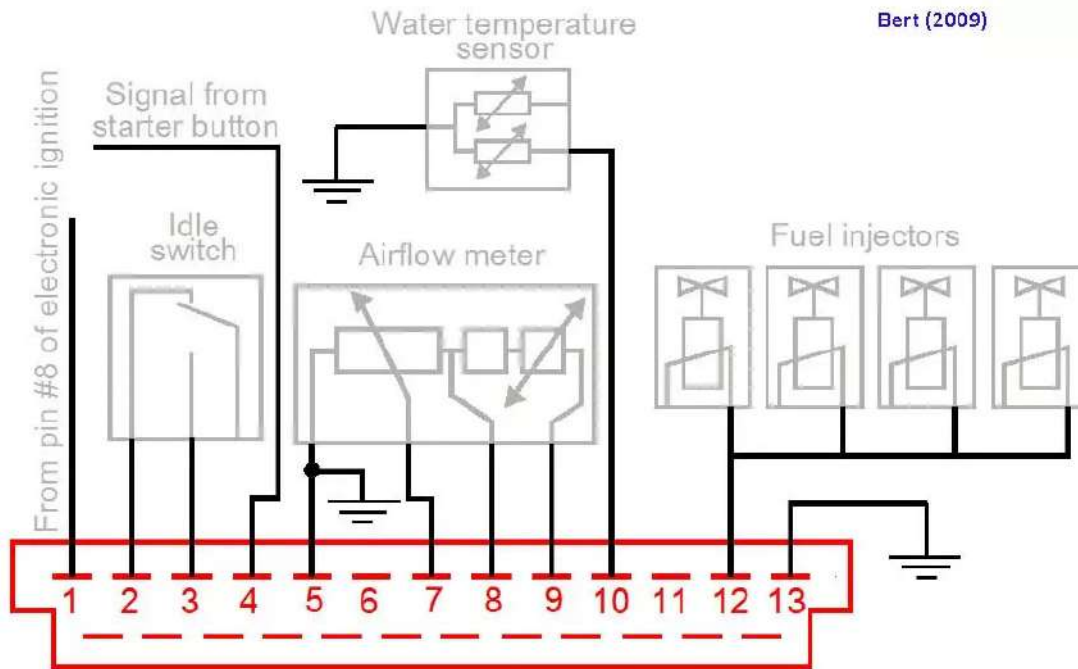 Bert (2009)
Water temperature
sensor
Signal from
starter button
From pin #8 of electronic ignition
Idle
switch
Airflow meter
Fuel injectors
1 2 3 4 5 6 7 8 9 10 11 12 13